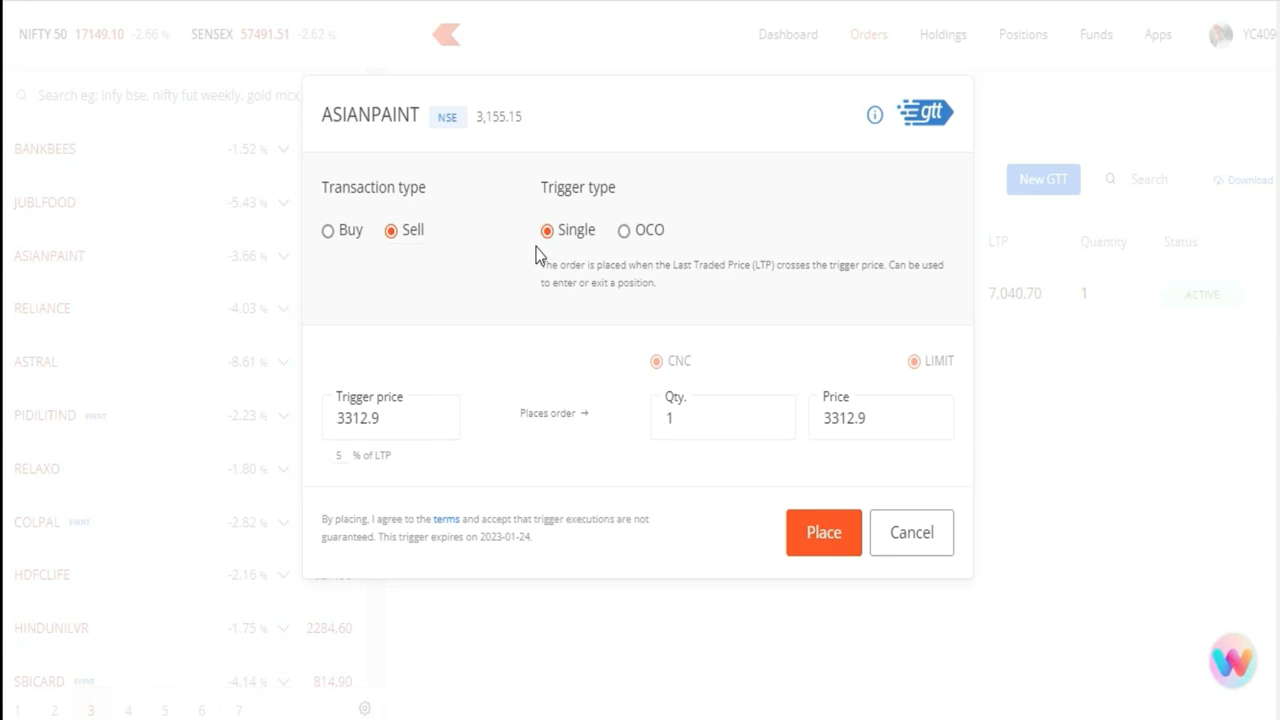 NIFTY 50 17149.10 -2.66 % SENSEX 57491.51 -2.62 %
Dashboard Orders Holdings Positions Funds Apps YC409
Search eg: infy bse, nifty fut weekly, gold mcx
BANKBEES -1.52 %
JUBLFOOD -5.43 %
ASIANPAINT -3.66 %
RELIANCE -4.03 %
ASTRAL -8.61 %
PIDILITIND EVENT -2.23 %
RELAXO -1.80 %
COLPAL EVENT -2.82 %
HDFCLIFE -2.16 %
HINDUNILVR -1.75 % 2284.60
SBICARD EVENT -4.14 % 814.90
1 2 3 4 5 6 7
ASIANPAINT NSE 3,155.15
gtt
Transaction type
Buy Sell
Trigger type
Single OCO
The order is placed when the Last Traded Price (LTP) crosses the trigger price. Can be used
to enter or exit a position.
CNC LIMIT
Trigger price
3312.9
5 % of LTP
Places order →
Qty.
1
Price
3312.9
By placing, I agree to the terms and accept that trigger executions are not
guaranteed. This trigger expires on 2023-01-24.
Place Cancel
New GTT Search Download
LTP Quantity Status
7,040.70 1 ACTIVE
W